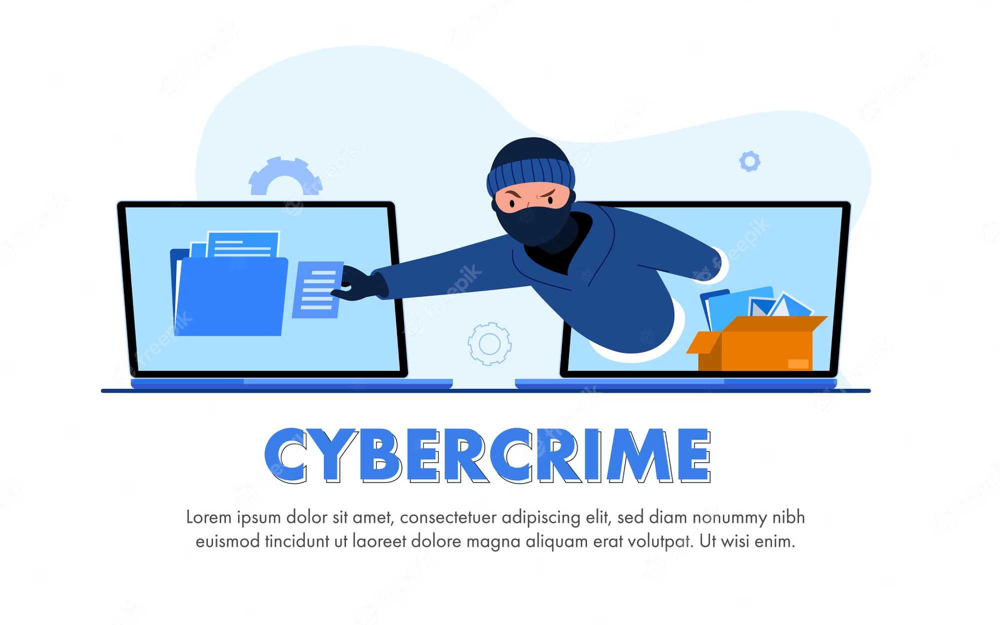 CYBERCRIME
Lorem ipsum dolor sit amet, consectetuer adipiscing elit, sed diam nonummy nibh
euismod tincidunt ut laoreet dolore magna aliquam erat volutpat. Ut wisi enim.
freepik